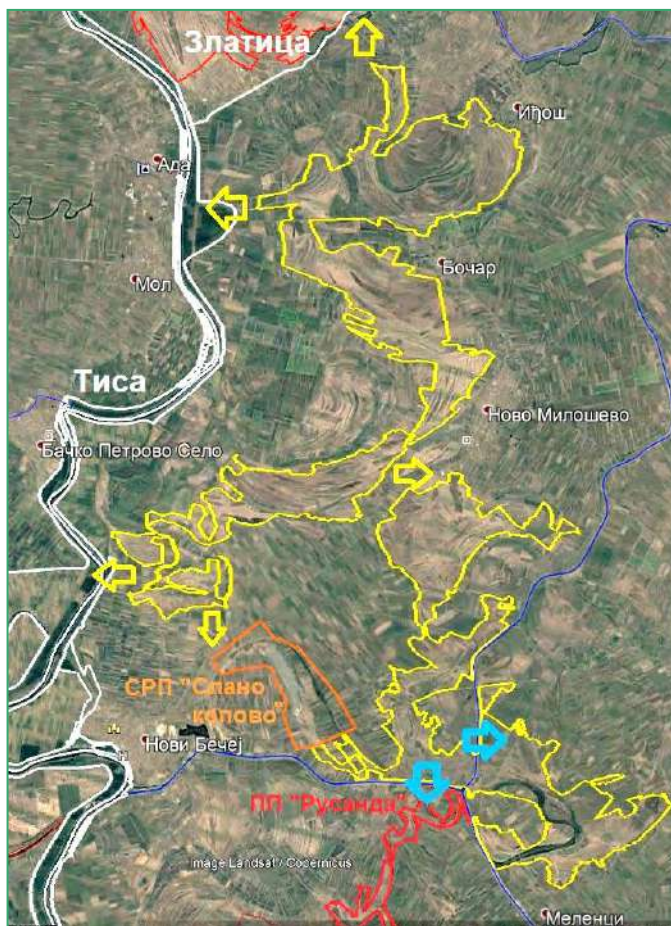 Златица
Иђош
Ада
Бочар
Мол
Тиса
Ново Милошево
Бачко Петрово Село
СРП "Слано
копово"
Нови Бечеј
ПП "Русанда"
Image Landsat / Copernicus
Меленци